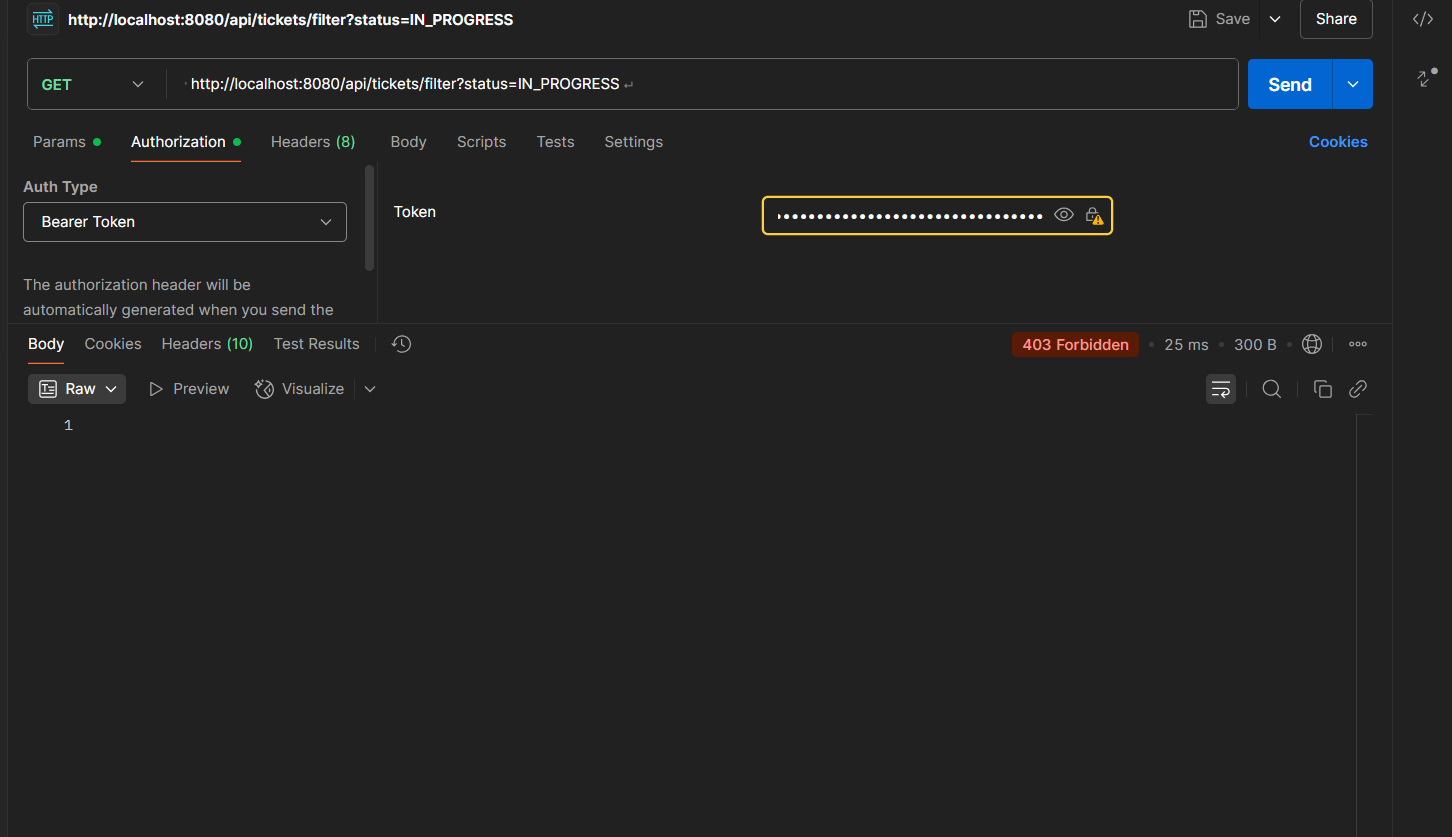 HTTP http://localhost:8080/api/tickets/filter?status=IN_PROGRESS Save Share
GET http://localhost:8080/api/tickets/filter?status=IN_PROGRESS Send
Params Authorization Headers (8) Body Scripts Tests Settings Cookies
Auth Type
Bearer Token
Token
The authorization header will be
automatically generated when you send the
Body Cookies Headers (10) Test Results 403 Forbidden 25 ms 300 B
Raw Preview Visualize
1